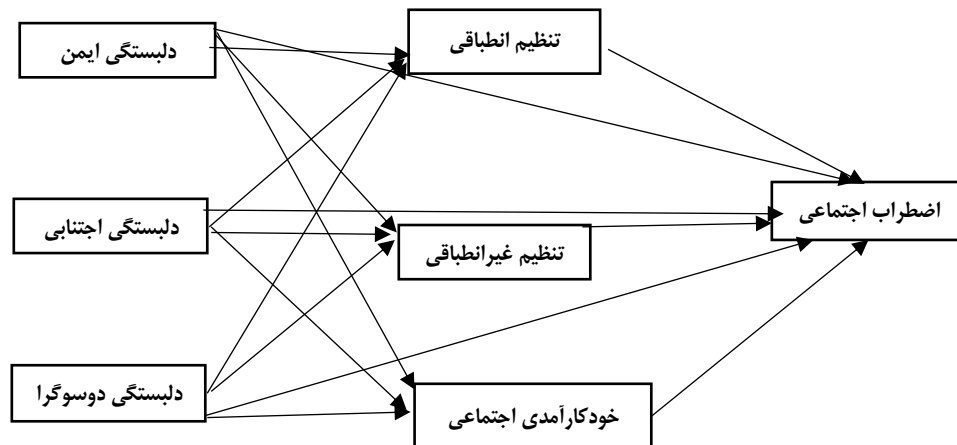 تنظیم انطباقی
دلبستگی ایمن
اضطراب اجتماعی
دلبستگی اجتنابی
تنظیم غیرانطباقی
دلبستگی دوسوگرا
خودکارآمدی اجتماعی